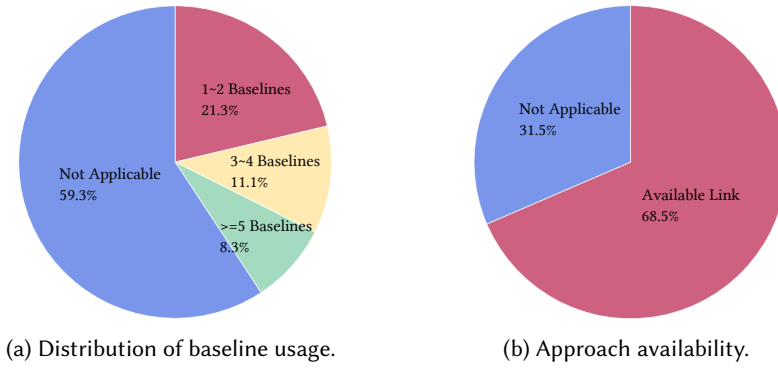 1~2 Baselines
21.3%
3~4 Baselines
11.1%
>=5 Baselines
8.3%
Not Applicable
59.3%
(a) Distribution of baseline usage.
Not Applicable
31.5%
Available Link
68.5%
(b) Approach availability.